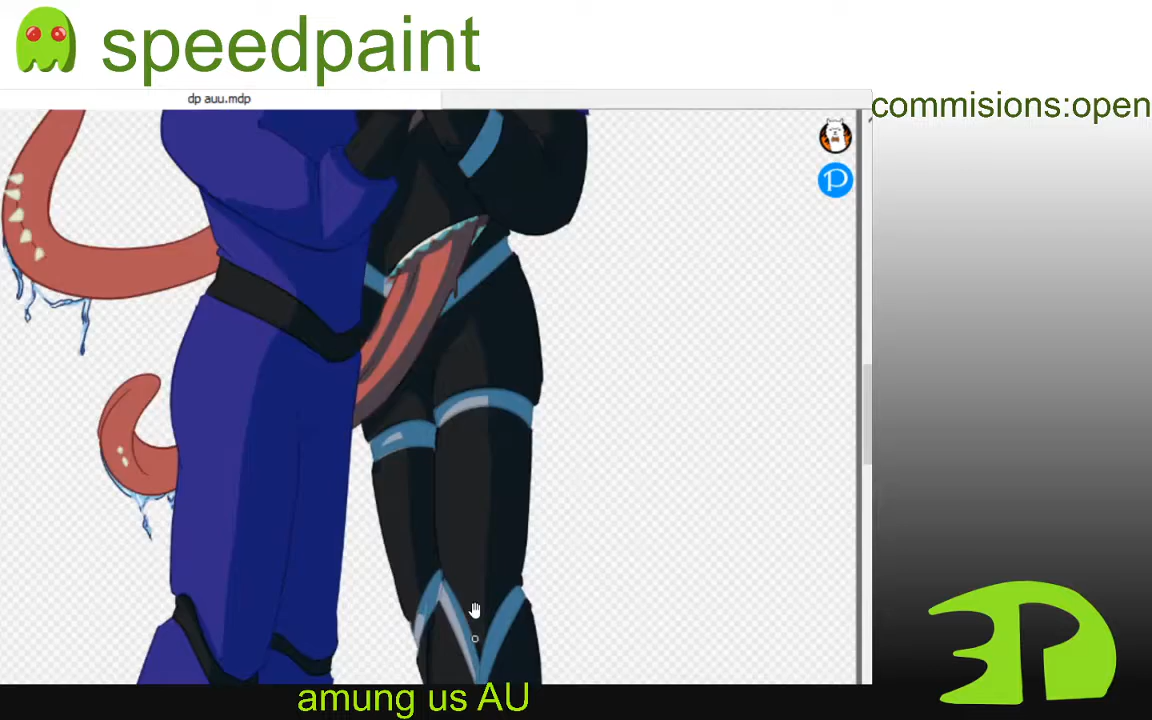 speedpaint
dp auu.mdp
commisions:open
P
amung us AU